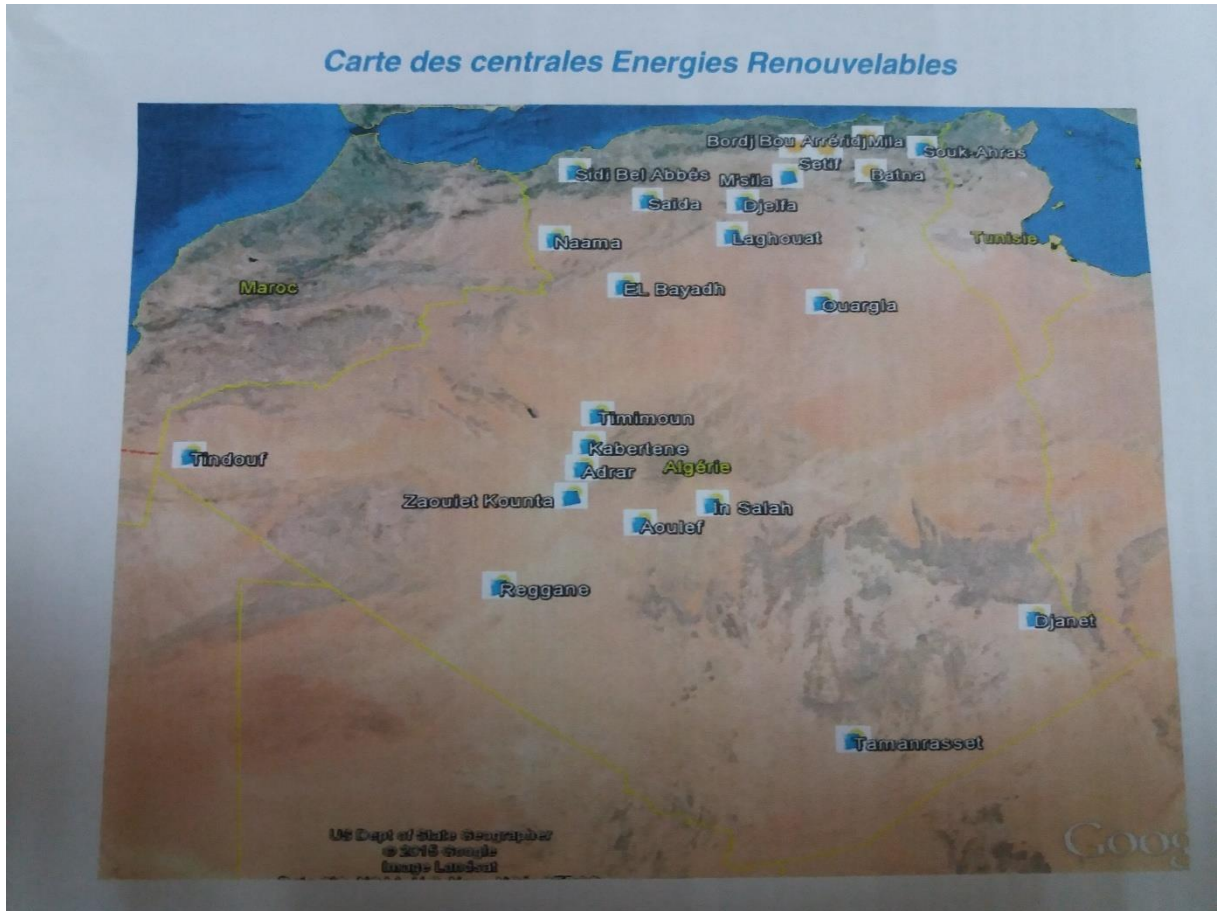 Carte des centrales Energies Renouvelables
Bordj Bou Arréridj
Mila
Souk-Ahras
Sidi Bel Abbés
M'sila
Setif
Batna
Saida
Djelfa
Naama
Laghouat
Tunisie
Maroc
EL Bayadh
Ouargla
Timimoun
Kabertene
Tindouf
Adrar
Algérie
Zaouiet Kounta
In Salah
Aoulef
Reggane
Djanet
Tamanrasset
US Dept of State Geographer
© 2015 Google
Image Landsat
Goog